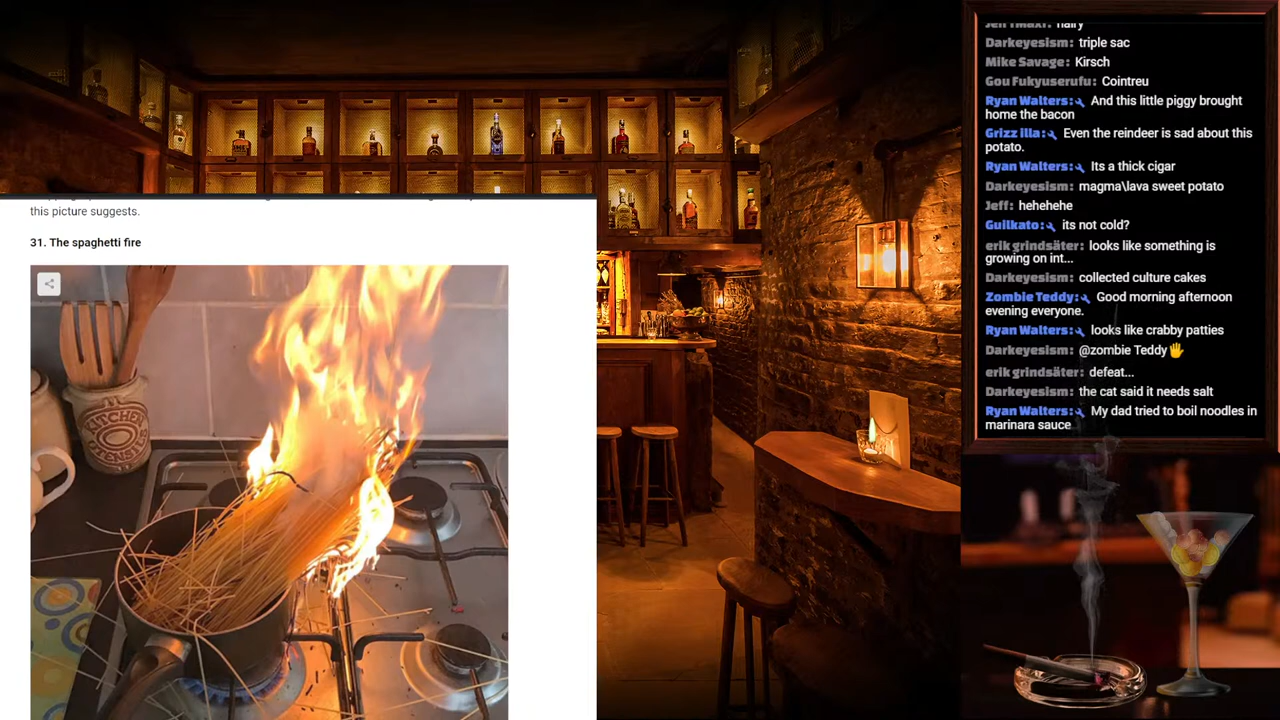 this picture suggests.
31. The spaghetti fire
KITCHEN
UTENSILS
Darkeyesism: triple sac
Mike Savage: Kirsch
Gou Fukyuserufu: Cointreu
Ryan Walters: And this little piggy brought
home the bacon
Grizz illa: Even the reindeer is sad about this
potato.
Ryan Walters: Its a thick cigar
Darkeyesism: magma\lava sweet potato
Jeff: hehehehe
Guilkato: its not cold?
erik grindsäter: looks like something is
growing on int...
Darkeyesism: collected culture cakes
Zombie Teddy: Good morning afternoon
evening everyone.
Ryan Walters: looks like crabby patties
Darkeyesism: @zombie Teddy🖐
erik grindsäter: defeat...
Darkeyesism: the cat said it needs salt
Ryan Walters: My dad tried to boil noodles in
marinara sauce